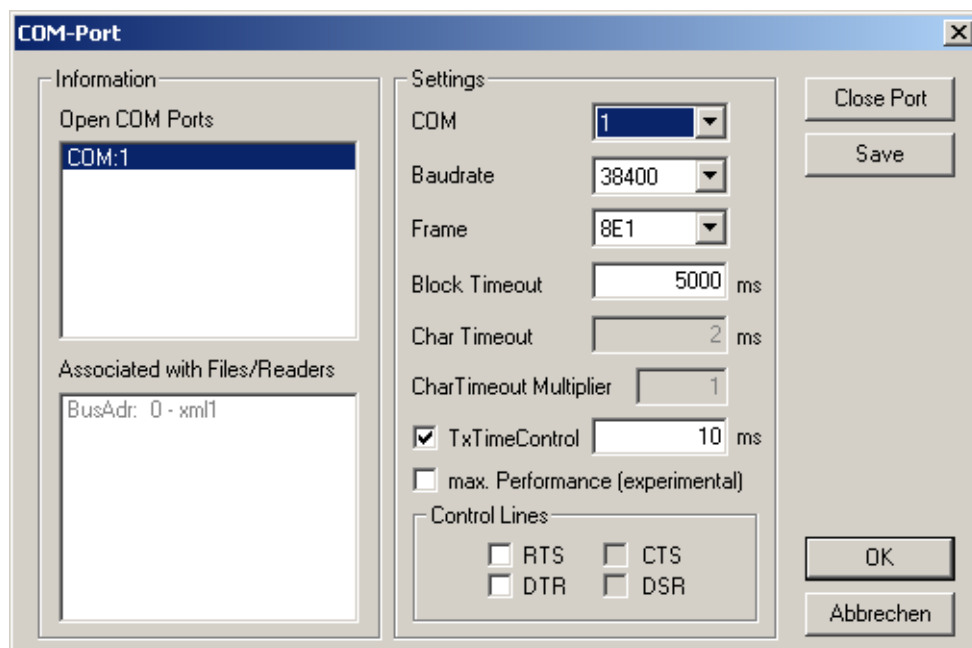 COM-Port
Information
Open COM Ports
COM:1
Associated with Files/Readers
BusAdr: 0 - xml1
Settings
COM 1
Baudrate 38400
Frame 8E1
Block Timeout 5000 ms
Char Timeout 2 ms
CharTimeout Multiplier 1
TxTimeControl 10 ms
max. Performance (experimental)
Control Lines
RTS CTS
DTR DSR
Close Port
Save
OK
Abbrechen